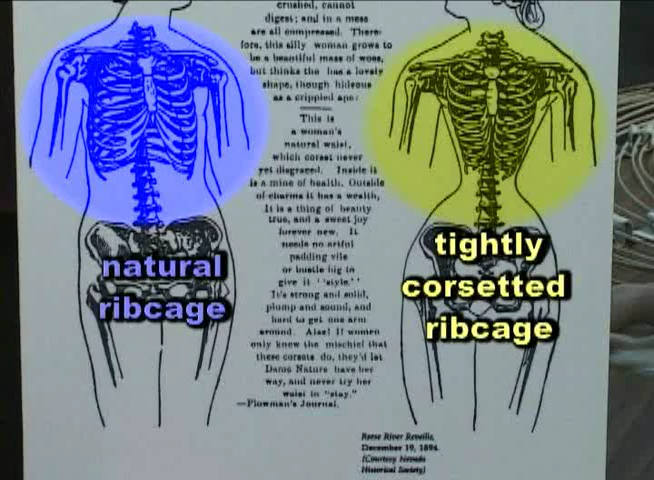 crushed, cannot
digest; and in a mess
are all compressed. There-
fore, this silly woman grows to
be a beautiful mass of woes,
but thinks she has a lovely
shape, though hideous
as a crippled ape.
This is
a woman's
natural waist,
which corset never
yet disgraced. Inside it
is a mine of health. Outside
of charms it has a wealth,
It is a thing of beauty
true, and a sweet joy
forever new. It
needs no artful
padding vile
or bustle big to
give it "style."
It's strong and solid,
plump and sound, and
hard to get one arm
around. Alas! If women
only knew the mischief that
these corsets do, they'd let
Dame Nature have her
way, and never try her
waist to "stay."
—Plowman's Journal.
natural
ribcage
tightly
corsetted
ribcage
Reese River Reveille,
December 19, 1894.
(Courtesy Nevada
Historical Society)